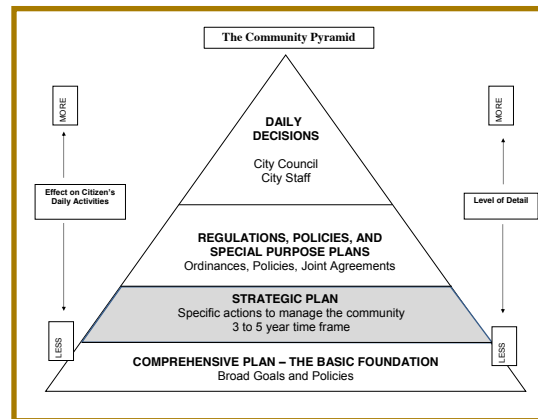 The Community Pyramid
MORE
Effect on Citizen's
Daily Activities
LESS
DAILY
DECISIONS
City Council
City Staff
REGULATIONS, POLICIES, AND
SPECIAL PURPOSE PLANS
Ordinances, Policies, Joint Agreements
STRATEGIC PLAN
Specific actions to manage the community
3 to 5 year time frame
COMPREHENSIVE PLAN – THE BASIC FOUNDATION
Broad Goals and Policies
MORE
Level of Detail
LESS